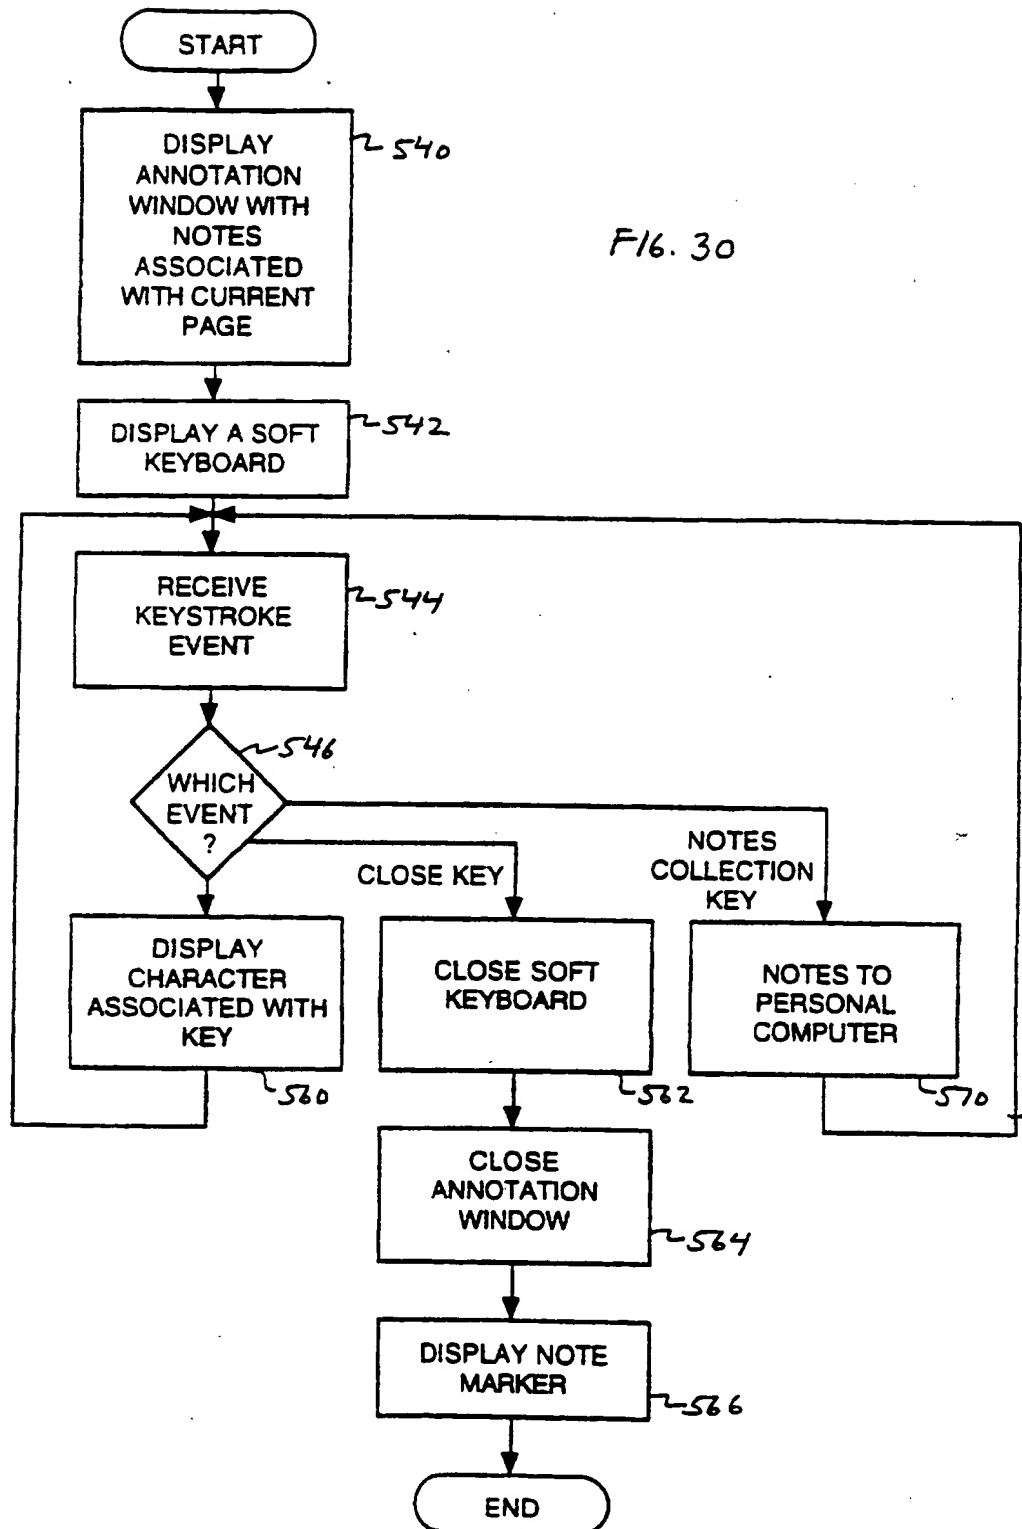 START
DISPLAY
ANNOTATION
WINDOW WITH
NOTES
ASSOCIATED
WITH CURRENT
PAGE
540
FIG. 30
DISPLAY A SOFT
KEYBOARD
542
RECEIVE
KEYSTROKE
EVENT
544
WHICH
EVENT
?
546
CLOSE KEY
NOTES
COLLECTION
KEY
DISPLAY
CHARACTER
ASSOCIATED WITH
KEY
560
CLOSE SOFT
KEYBOARD
562
NOTES TO
PERSONAL
COMPUTER
570
CLOSE
ANNOTATION
WINDOW
564
DISPLAY NOTE
MARKER
566
END